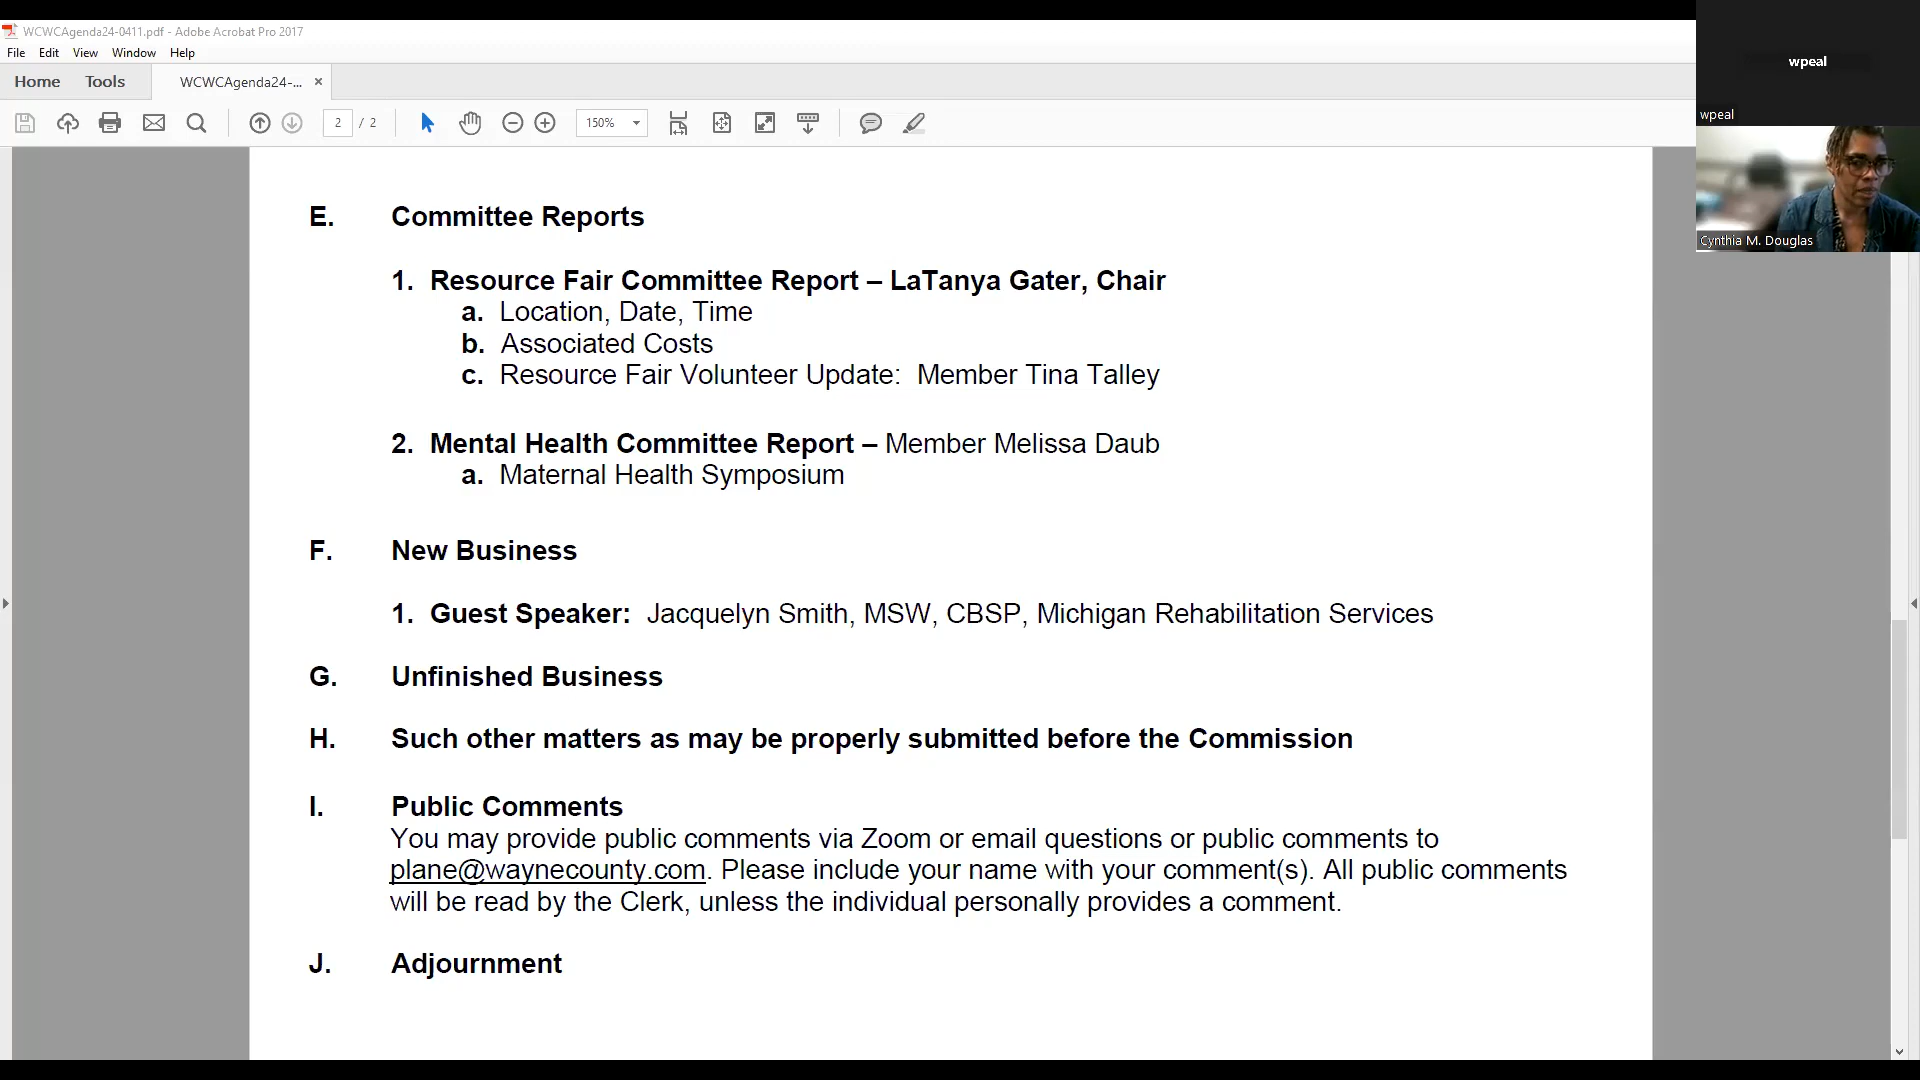 WCWCAgenda24-0411.pdf - Adobe Acrobat Pro 2017
File Edit View Window Help
Home Tools WCWCAgenda24-... ×
2 / 2 150%
wpeal
wpeal
Cynthia M. Douglas
E. Committee Reports
1. Resource Fair Committee Report – LaTanya Gater, Chair
a. Location, Date, Time
b. Associated Costs
c. Resource Fair Volunteer Update: Member Tina Talley
2. Mental Health Committee Report – Member Melissa Daub
a. Maternal Health Symposium
F. New Business
1. Guest Speaker: Jacquelyn Smith, MSW, CBSP, Michigan Rehabilitation Services
G. Unfinished Business
H. Such other matters as may be properly submitted before the Commission
I. Public Comments
You may provide public comments via Zoom or email questions or public comments to
plane@waynecounty.com. Please include your name with your comment(s). All public comments
will be read by the Clerk, unless the individual personally provides a comment.
J. Adjournment